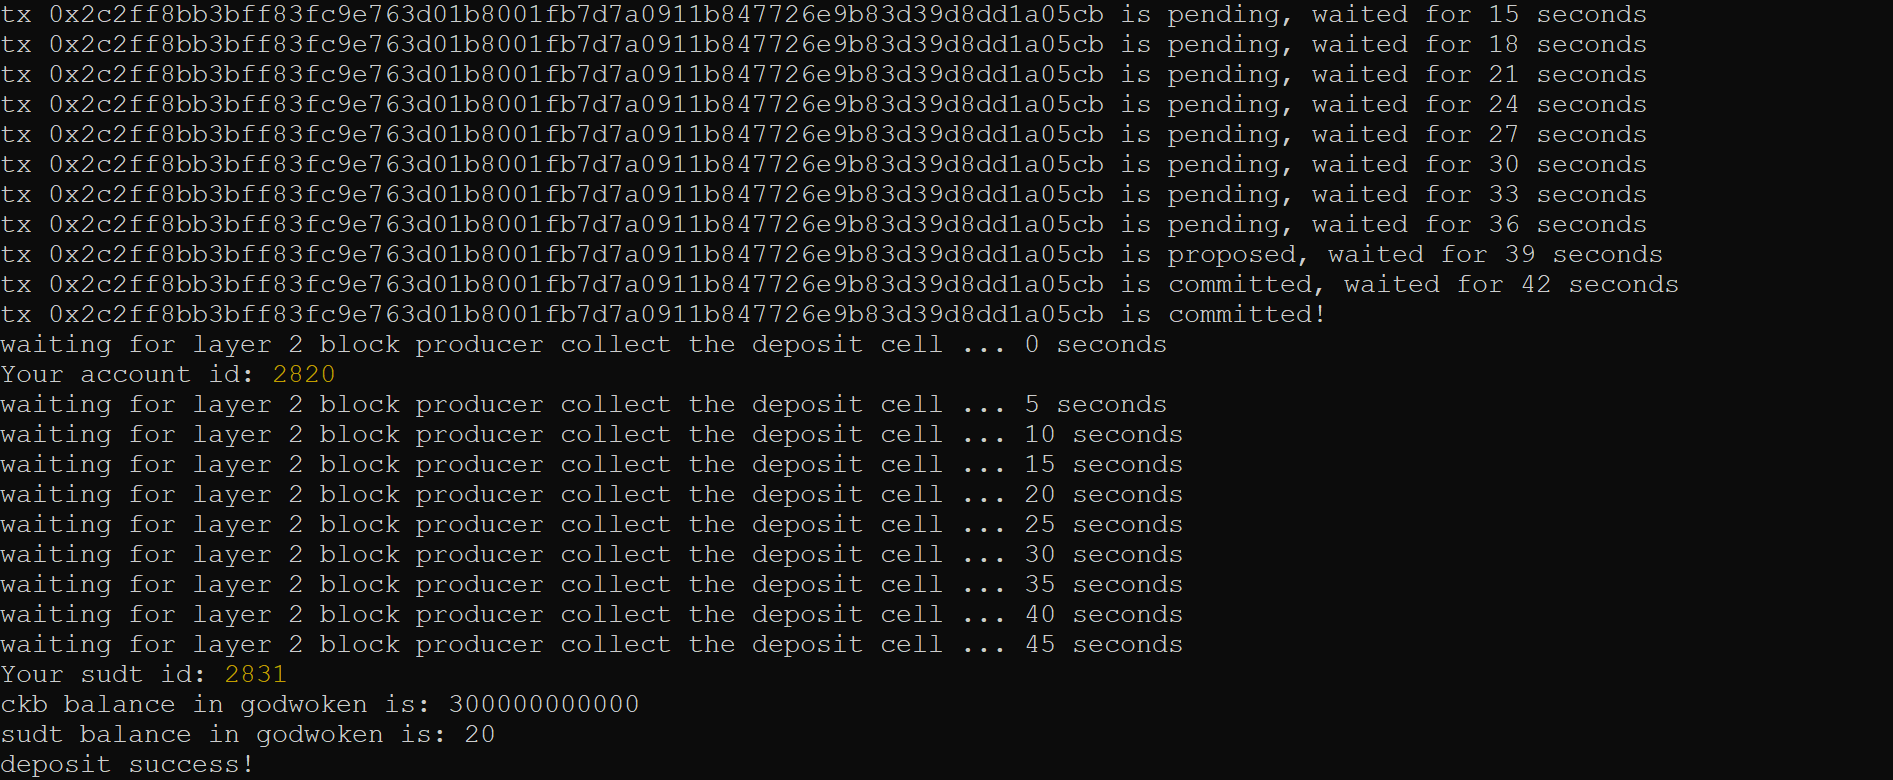 tx 0x2c2ff8bb3bff83fc9e763d01b8001fb7d7a0911b847726e9b83d39d8dd1a05cb is pending, waited for 15 seconds
tx 0x2c2ff8bb3bff83fc9e763d01b8001fb7d7a0911b847726e9b83d39d8dd1a05cb is pending, waited for 18 seconds
tx 0x2c2ff8bb3bff83fc9e763d01b8001fb7d7a0911b847726e9b83d39d8dd1a05cb is pending, waited for 21 seconds
tx 0x2c2ff8bb3bff83fc9e763d01b8001fb7d7a0911b847726e9b83d39d8dd1a05cb is pending, waited for 24 seconds
tx 0x2c2ff8bb3bff83fc9e763d01b8001fb7d7a0911b847726e9b83d39d8dd1a05cb is pending, waited for 27 seconds
tx 0x2c2ff8bb3bff83fc9e763d01b8001fb7d7a0911b847726e9b83d39d8dd1a05cb is pending, waited for 30 seconds
tx 0x2c2ff8bb3bff83fc9e763d01b8001fb7d7a0911b847726e9b83d39d8dd1a05cb is pending, waited for 33 seconds
tx 0x2c2ff8bb3bff83fc9e763d01b8001fb7d7a0911b847726e9b83d39d8dd1a05cb is pending, waited for 36 seconds
tx 0x2c2ff8bb3bff83fc9e763d01b8001fb7d7a0911b847726e9b83d39d8dd1a05cb is proposed, waited for 39 seconds
tx 0x2c2ff8bb3bff83fc9e763d01b8001fb7d7a0911b847726e9b83d39d8dd1a05cb is committed, waited for 42 seconds
tx 0x2c2ff8bb3bff83fc9e763d01b8001fb7d7a0911b847726e9b83d39d8dd1a05cb is committed!
waiting for layer 2 block producer collect the deposit cell ... 0 seconds
Your account id: 2820
waiting for layer 2 block producer collect the deposit cell ... 5 seconds
waiting for layer 2 block producer collect the deposit cell ... 10 seconds
waiting for layer 2 block producer collect the deposit cell ... 15 seconds
waiting for layer 2 block producer collect the deposit cell ... 20 seconds
waiting for layer 2 block producer collect the deposit cell ... 25 seconds
waiting for layer 2 block producer collect the deposit cell ... 30 seconds
waiting for layer 2 block producer collect the deposit cell ... 35 seconds
waiting for layer 2 block producer collect the deposit cell ... 40 seconds
waiting for layer 2 block producer collect the deposit cell ... 45 seconds
Your sudt id: 2831
ckb balance in godwoken is: 300000000000
sudt balance in godwoken is: 20
deposit success!